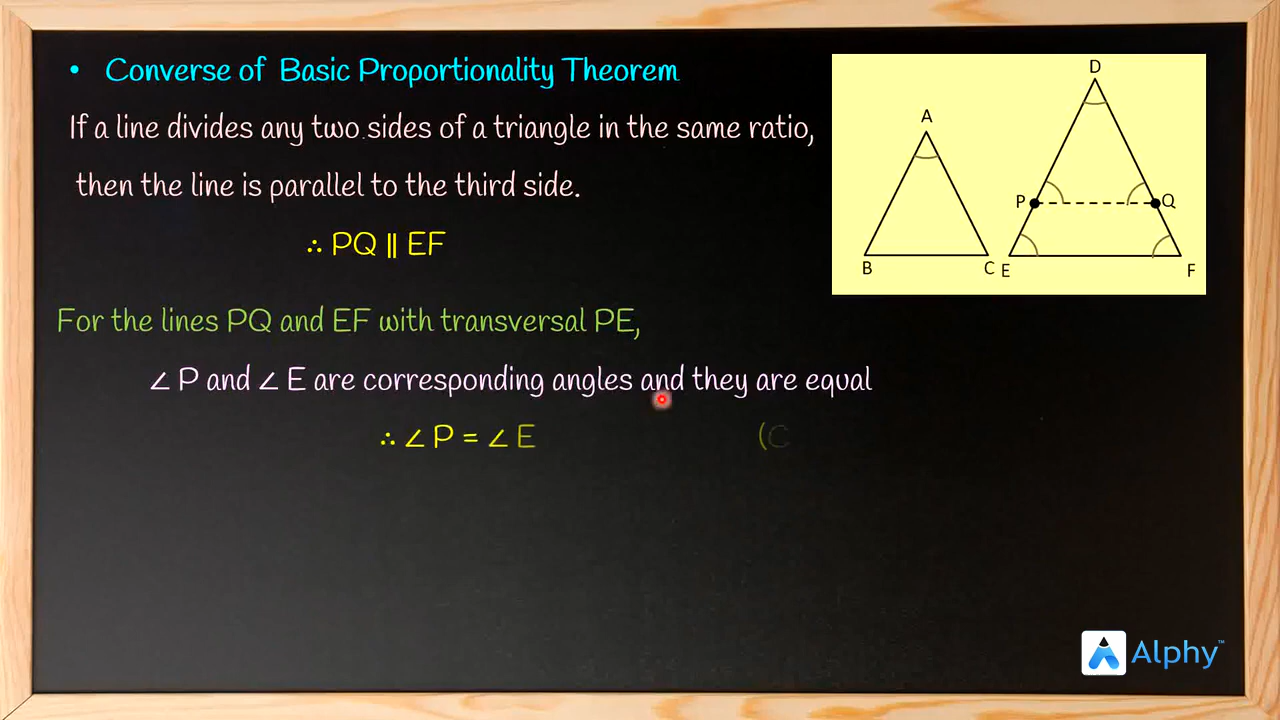 • Converse of Basic Proportionality Theorem
If a line divides any two sides of a triangle in the same ratio,
then the line is parallel to the third side.
∴ PQ ∥ EF
For the lines PQ and EF with transversal PE,
∠ P and ∠ E are corresponding angles and they are equal
∴ ∠ P = ∠ E (C
D
A
P Q
B C E F
Alphy™